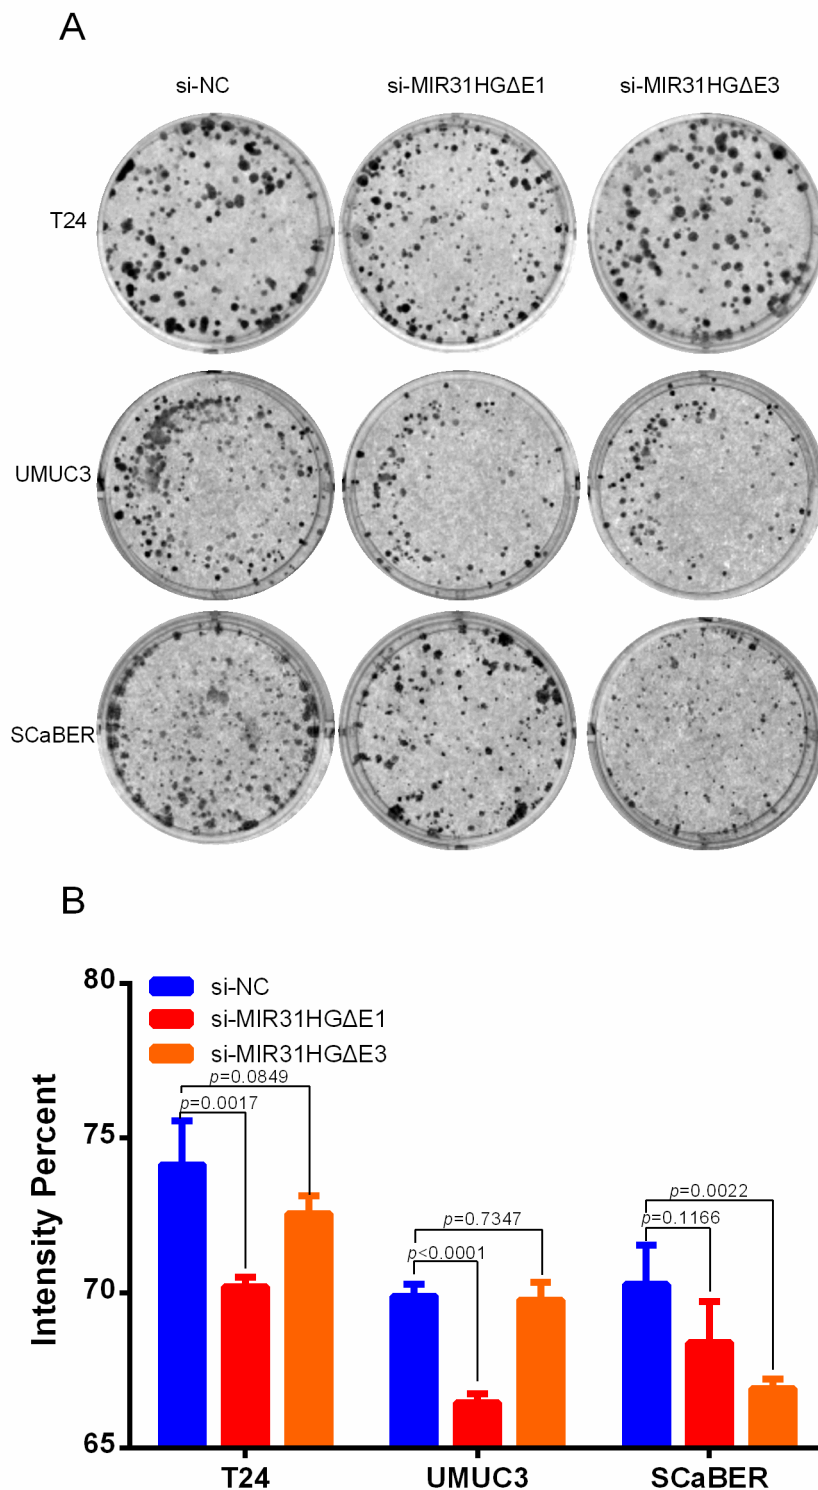 A
si-NC si-MIR31HGΔE1 si-MIR31HGΔE3
T24
UMUC3
SCaBER
B
80
75
70
65
Intensity Percent
si-NC
si-MIR31HGΔE1
si-MIR31HGΔE3
p=0.0849
p=0.0017
p=0.7347
p<0.0001
p=0.0022
p=0.1166
T24 UMUC3 SCaBER